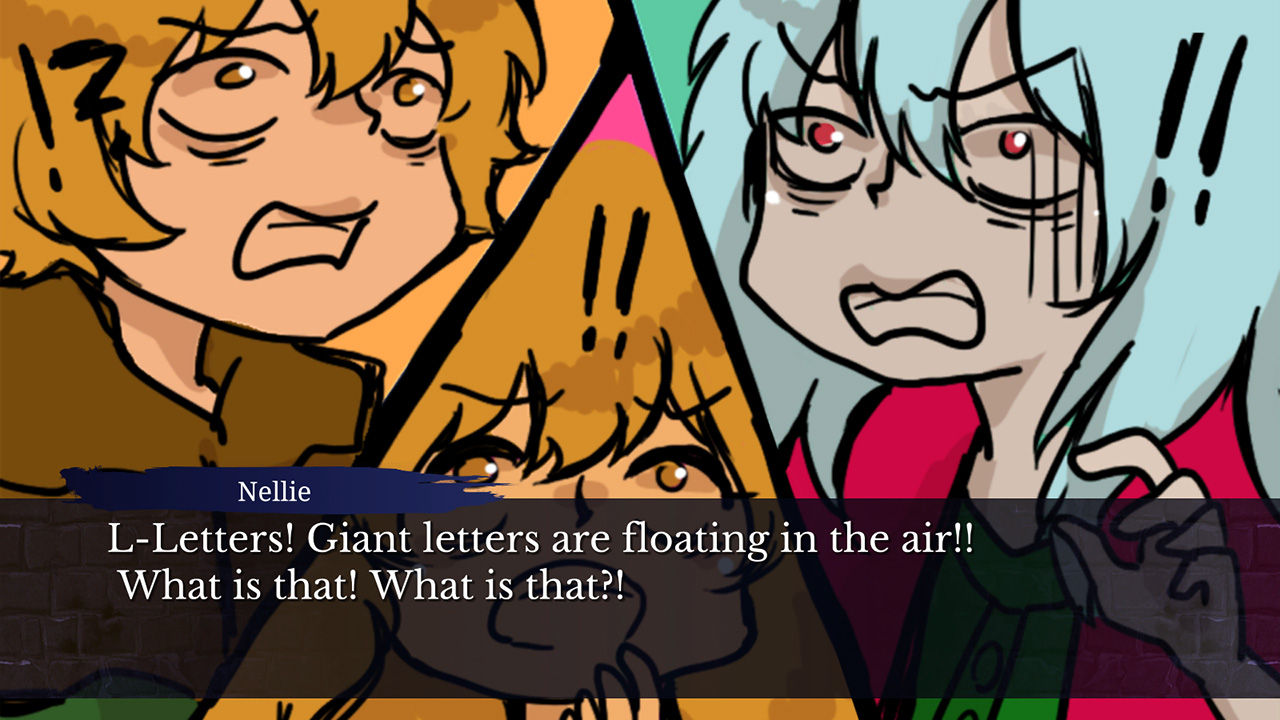 !?
!!
!!
Nellie
L-Letters! Giant letters are floating in the air!!
What is that! What is that?!